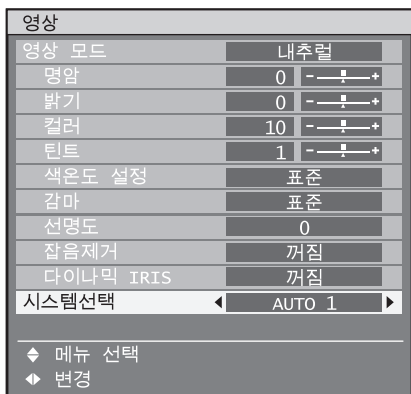 영상
영상 모드 내추럴
명암 0 - +
밝기 0 - +
컬러 10 - +
틴트 1 - +
색온도 설정 표준
감마 표준
선명도 0
잡음제거 꺼짐
다이나믹 IRIS 꺼짐
시스템선택 AUTO 1
메뉴 선택
변경